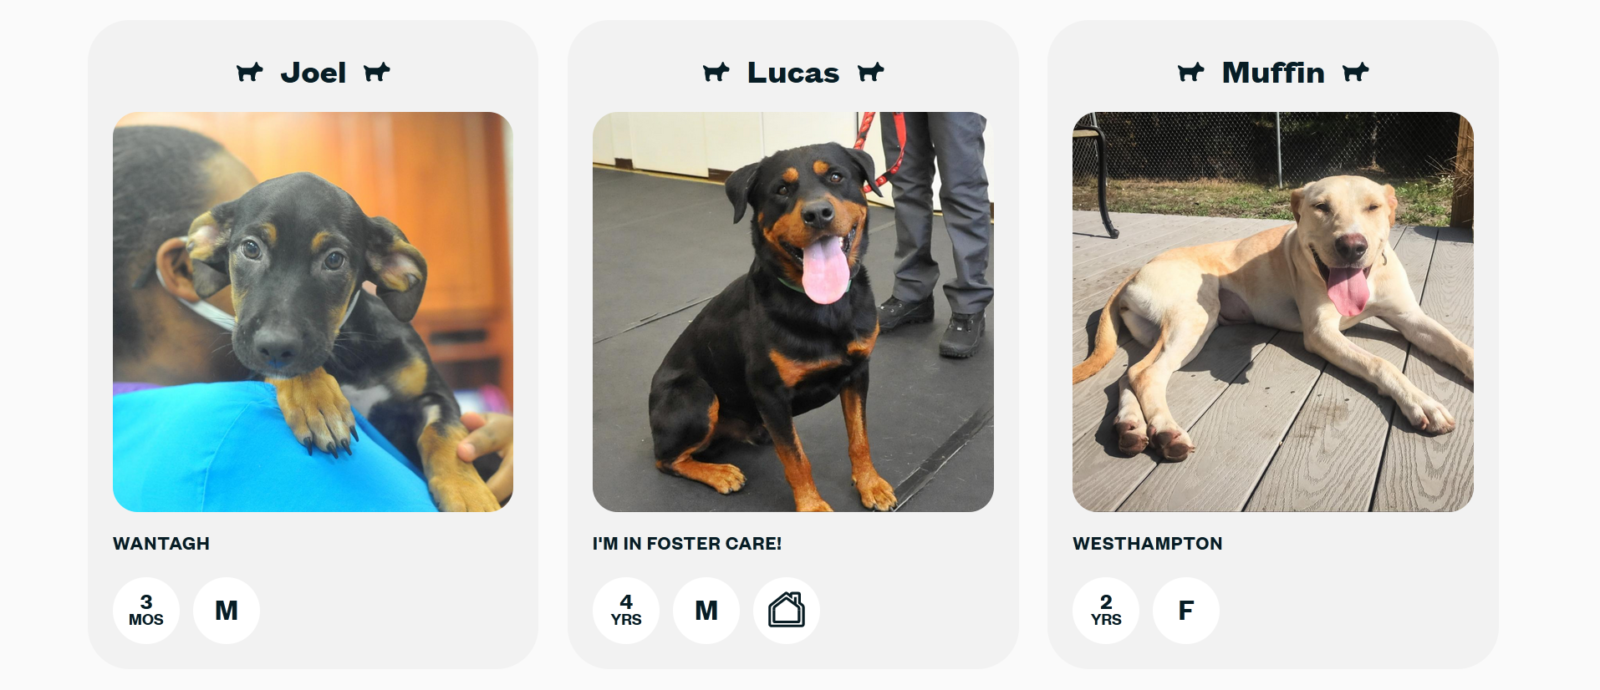 Joel
Lucas
Muffin
WANTAGH
I'M IN FOSTER CARE!
WESTHAMPTON
3
MOS
M
4
YRS
M
2
YRS
F